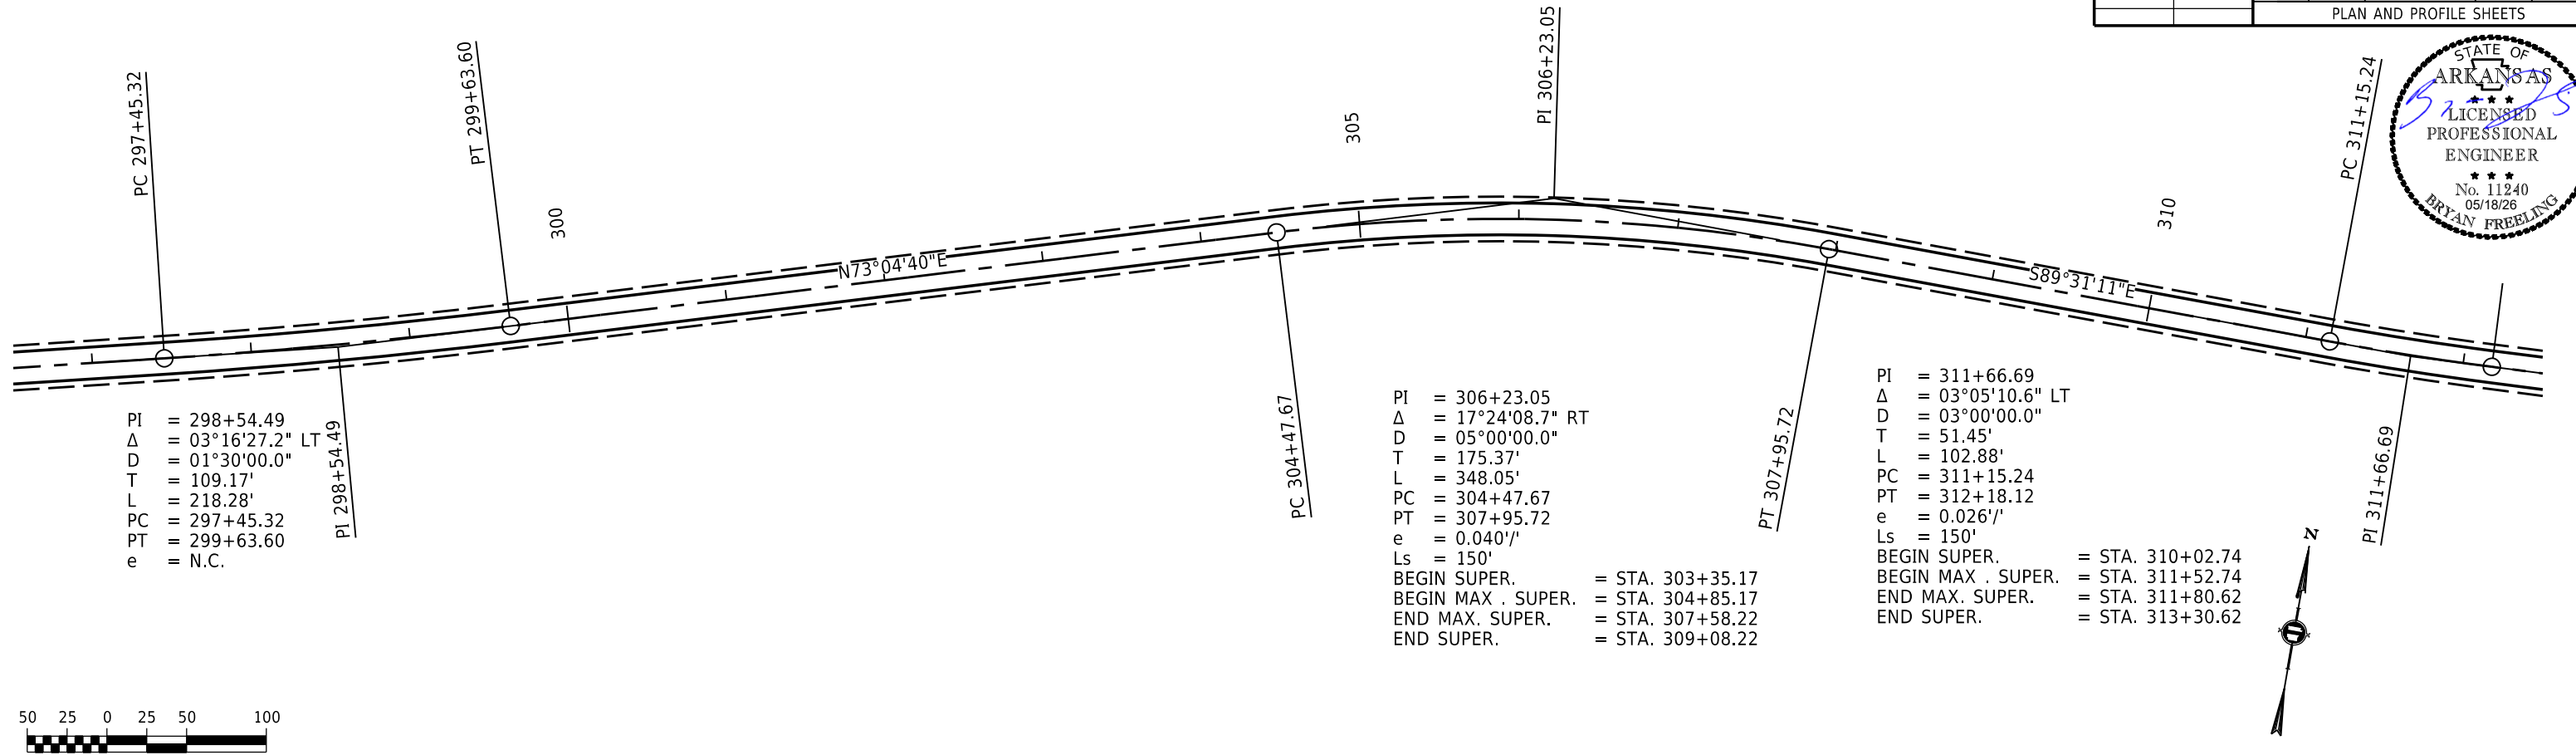 PLAN AND PROFILE SHEETS
STATE OF
ARKANSAS
★ ★ ★
LICENSED
PROFESSIONAL
ENGINEER
★ ★ ★
No. 11240
05/18/26
BRYAN FREELING
PC 297+45.32
PT 299+63.60
300
305
PI 306+23.05
310
PC 311+15.24
N73°04'40"E
S89°31'11"E
PI 298+54.49
PC 304+47.67
PT 307+95.72
PI 311+66.69
PI = 298+54.49
Δ = 03°16'27.2" LT
D = 01°30'00.0"
T = 109.17'
L = 218.28'
PC = 297+45.32
PT = 299+63.60
e = N.C.
PI = 306+23.05
Δ = 17°24'08.7" RT
D = 05°00'00.0"
T = 175.37'
L = 348.05'
PC = 304+47.67
PT = 307+95.72
e = 0.040'/'
Ls = 150'
BEGIN SUPER. = STA. 303+35.17
BEGIN MAX . SUPER. = STA. 304+85.17
END MAX. SUPER. = STA. 307+58.22
END SUPER. = STA. 309+08.22
PI = 311+66.69
Δ = 03°05'10.6" LT
D = 03°00'00.0"
T = 51.45'
L = 102.88'
PC = 311+15.24
PT = 312+18.12
e = 0.026'/'
Ls = 150'
BEGIN SUPER. = STA. 310+02.74
BEGIN MAX . SUPER. = STA. 311+52.74
END MAX. SUPER. = STA. 311+80.62
END SUPER. = STA. 313+30.62
N
50 25 0 25 50 100